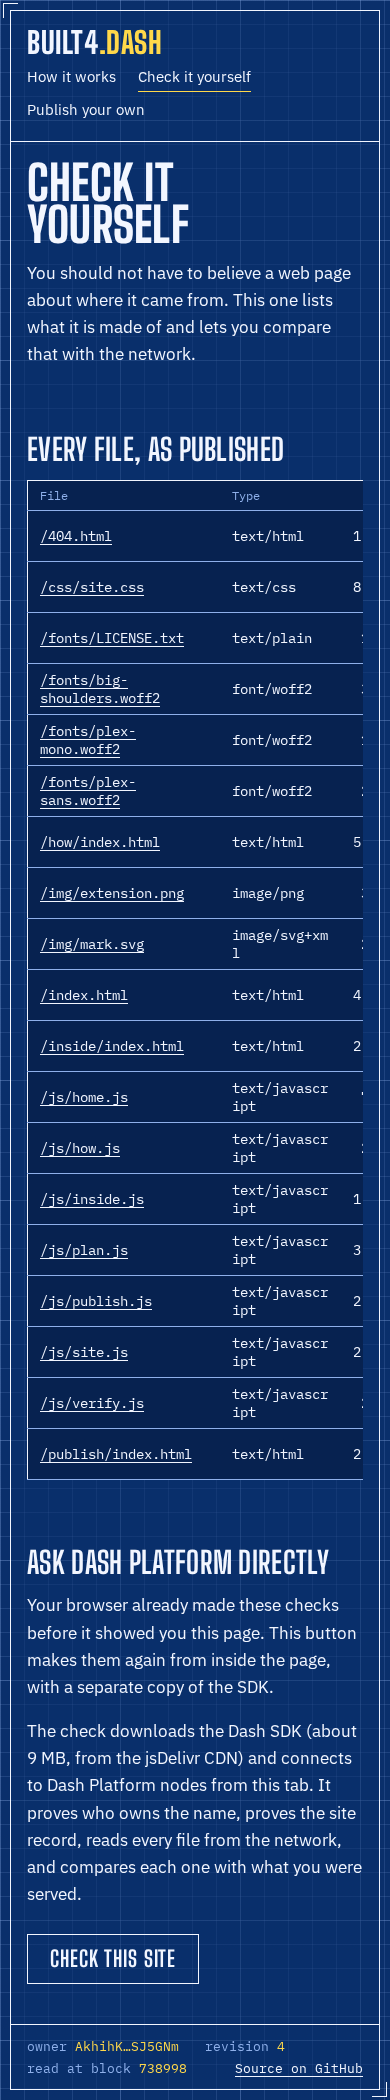 BUILT4.DASH
How it works Check it yourself
Publish your own
CHECK IT
YOURSELF
You should not have to believe a web page
about where it came from. This one lists
what it is made of and lets you compare
that with the network.
EVERY FILE, AS PUBLISHED
File Type
/404.html text/html 1
/css/site.css text/css 8
/fonts/LICENSE.txt text/plain
/fonts/big-
shoulders.woff2 font/woff2
/fonts/plex-
mono.woff2 font/woff2
/fonts/plex-
sans.woff2 font/woff2
/how/index.html text/html 5
/img/extension.png image/png
/img/mark.svg image/svg+xm
l
/index.html text/html 4
/inside/index.html text/html 2
/js/home.js text/javascr
ipt
/js/how.js text/javascr
ipt
/js/inside.js text/javascr 1
ipt
/js/plan.js text/javascr 3
ipt
/js/publish.js text/javascr 2
ipt
/js/site.js text/javascr 2
ipt
/js/verify.js text/javascr
ipt
/publish/index.html text/html 2
ASK DASH PLATFORM DIRECTLY
Your browser already made these checks
before it showed you this page. This button
makes them again from inside the page,
with a separate copy of the SDK.
The check downloads the Dash SDK (about
9 MB, from the jsDelivr CDN) and connects
to Dash Platform nodes from this tab. It
proves who owns the name, proves the site
record, reads every file from the network,
and compares each one with what you were
served.
CHECK THIS SITE
owner AkhihK…SJ5GNm revision 4
read at block 738998 Source on GitHub